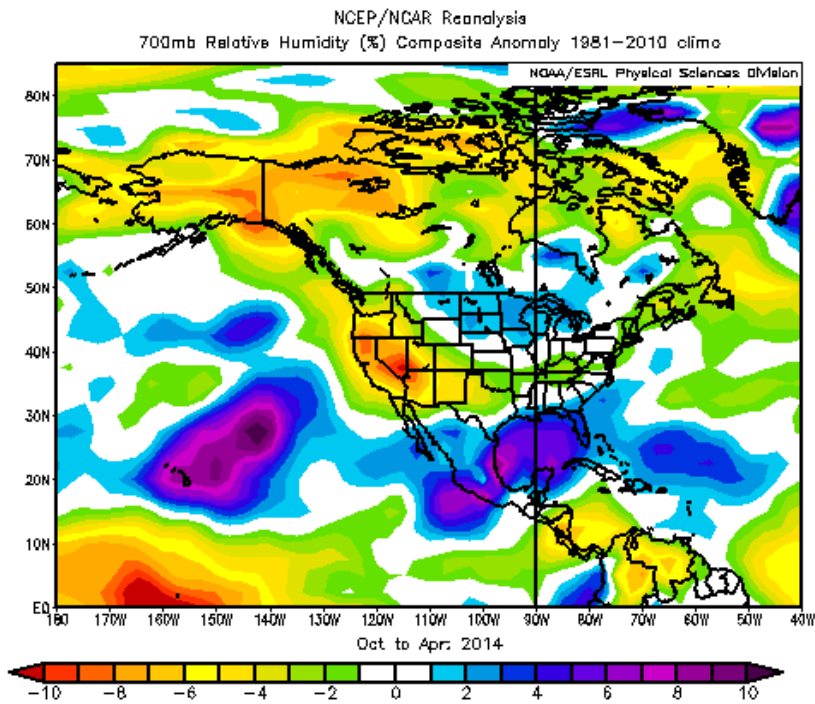 NCEP/NCAR Reanalysis
700mb Relative Humidity (%) Composite Anomaly 1981-2010 climo
NOAA/ESRL Physical Sciences Division
80N
70N
60N
50N
40N
30N
20N
10N
EQ
180 170W 160W 150W 140W 130W 120W 110W 100W 90W 80W 70W 60W 50W 40W
Oct to Apr: 2014
-10 -8 -6 -4 -2 0 2 4 6 8 10